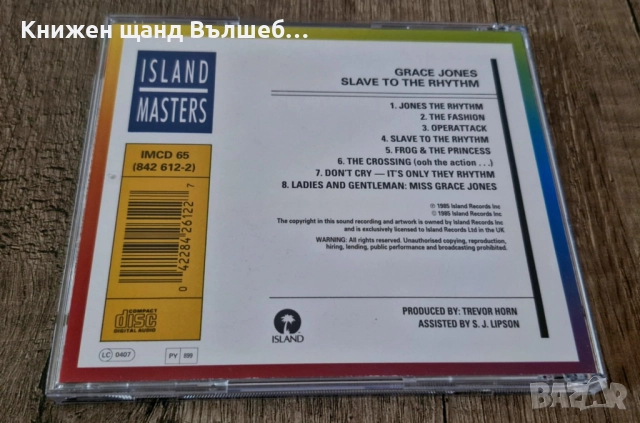 Книжен щанд Вълшеб...
ISLAND
MASTERS
IMCD 65
(842 612-2)
0 42284 26122 7
COMPACT
disc
DIGITAL AUDIO
LC 0407
PY 899
GRACE JONES
SLAVE TO THE RHYTHM
1. JONES THE RHYTHM
2. THE FASHION
3. OPERATTACK
4. SLAVE TO THE RHYTHM
5. FROG & THE PRINCESS
6. THE CROSSING (ooh the action . . .)
7. DON'T CRY — IT'S ONLY THEY RHYTHM
8. LADIES AND GENTLEMAN: MISS GRACE JONES
℗ 1985 Island Records Inc
© 1985 Island Records Inc
The copyright in this sound recording and artwork is owned by Island Records Inc
and is exclusively licensed to Island Records Ltd in the UK
WARNING: All rights reserved. Unauthorised copying, reproduction,
hiring, lending, public performance and broadcasting prohibited.
ISLAND
PRODUCED BY: TREVOR HORN
ASSISTED BY S. J. LIPSON
BAZAR